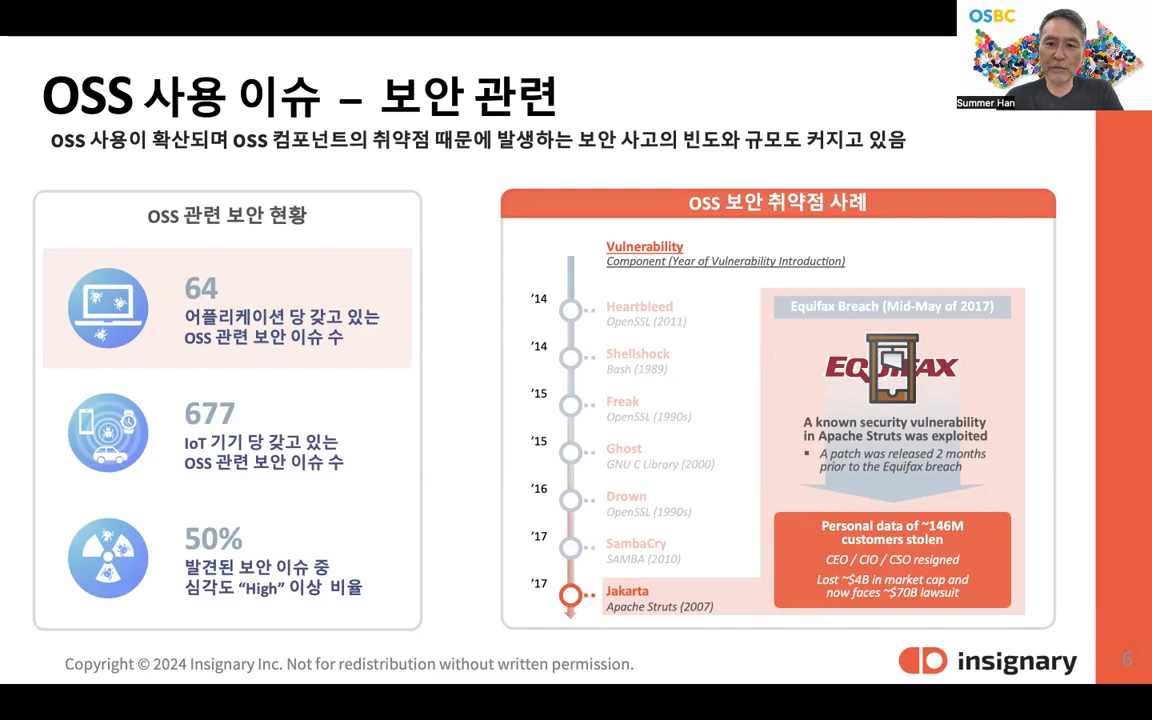 OSBC
Summer Han
OSS 사용 이슈 – 보안 관련
OSS 사용이 확산되며 OSS 컴포넌트의 취약점 때문에 발생하는 보안 사고의 빈도와 규모도 커지고 있음
OSS 관련 보안 현황
64
어플리케이션 당 갖고 있는
OSS 관련 보안 이슈 수
677
IoT 기기 당 갖고 있는
OSS 관련 보안 이슈 수
50%
발견된 보안 이슈 중
심각도 “High” 이상 비율
OSS 보안 취약점 사례
Vulnerability
Component (Year of Vulnerability Introduction)
’14
Heartbleed
OpenSSL (2011)
’14
Shellshock
Bash (1989)
’15
Freak
OpenSSL (1990s)
’15
Ghost
GNU C Library (2000)
’16
Drown
OpenSSL (1990s)
’17
SambaCry
SAMBA (2010)
’17
Jakarta
Apache Struts (2007)
Equifax Breach (Mid-May of 2017)
EQUIFAX
A known security vulnerability
in Apache Struts was exploited
▪ A patch was released 2 months
prior to the Equifax breach
Personal data of ~146M
customers stolen
CEO / CIO / CSO resigned
Lost ~$4B in market cap and
now faces ~$70B lawsuit
Copyright © 2024 Insignary Inc. Not for redistribution without written permission.
insignary
6